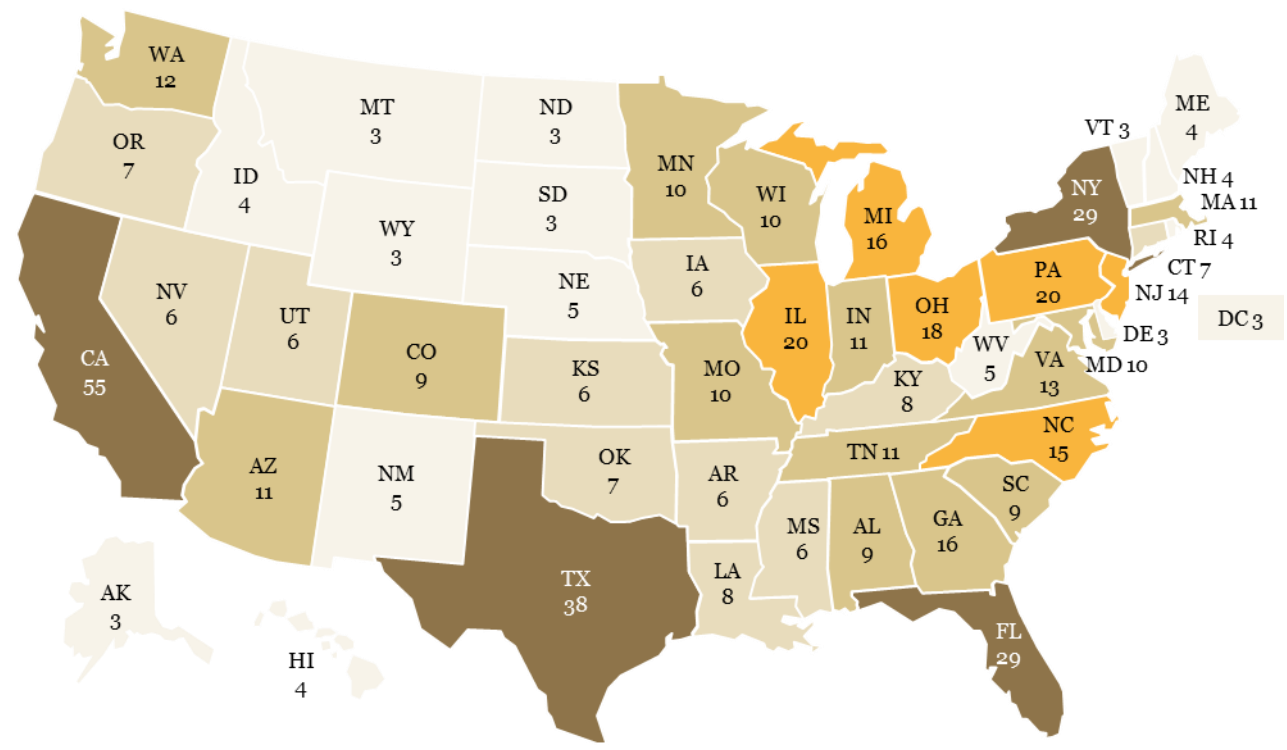 WA
12
OR
7
ID
4
MT
3
ND
3
SD
3
WY
3
NE
5
NV
6
UT
6
CO
9
KS
6
CA
55
AZ
11
NM
5
OK
7
TX
38
AK
3
HI
4
MN
10
WI
10
IA
6
MO
10
AR
6
LA
8
MS
6
AL
9
GA
16
FL
29
SC
9
NC
15
TN 11
KY
8
IL
20
IN
11
MI
16
OH
18
WV
5
VA
13
PA
20
NY
29
VT 3
ME
4
NH 4
MA 11
RI 4
CT 7
NJ 14
DE 3
MD 10
DC 3